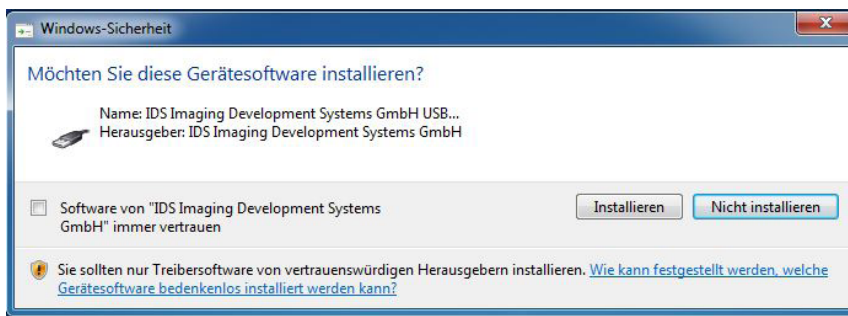 Windows-Sicherheit
Möchten Sie diese Gerätesoftware installieren?
Name: IDS Imaging Development Systems GmbH USB...
Herausgeber: IDS Imaging Development Systems GmbH
Software von "IDS Imaging Development Systems
GmbH" immer vertrauen
Installieren
Nicht installieren
Sie sollten nur Treibersoftware von vertrauenswürdigen Herausgebern installieren. Wie kann festgestellt werden, welche
Gerätesoftware bedenkenlos installiert werden kann?